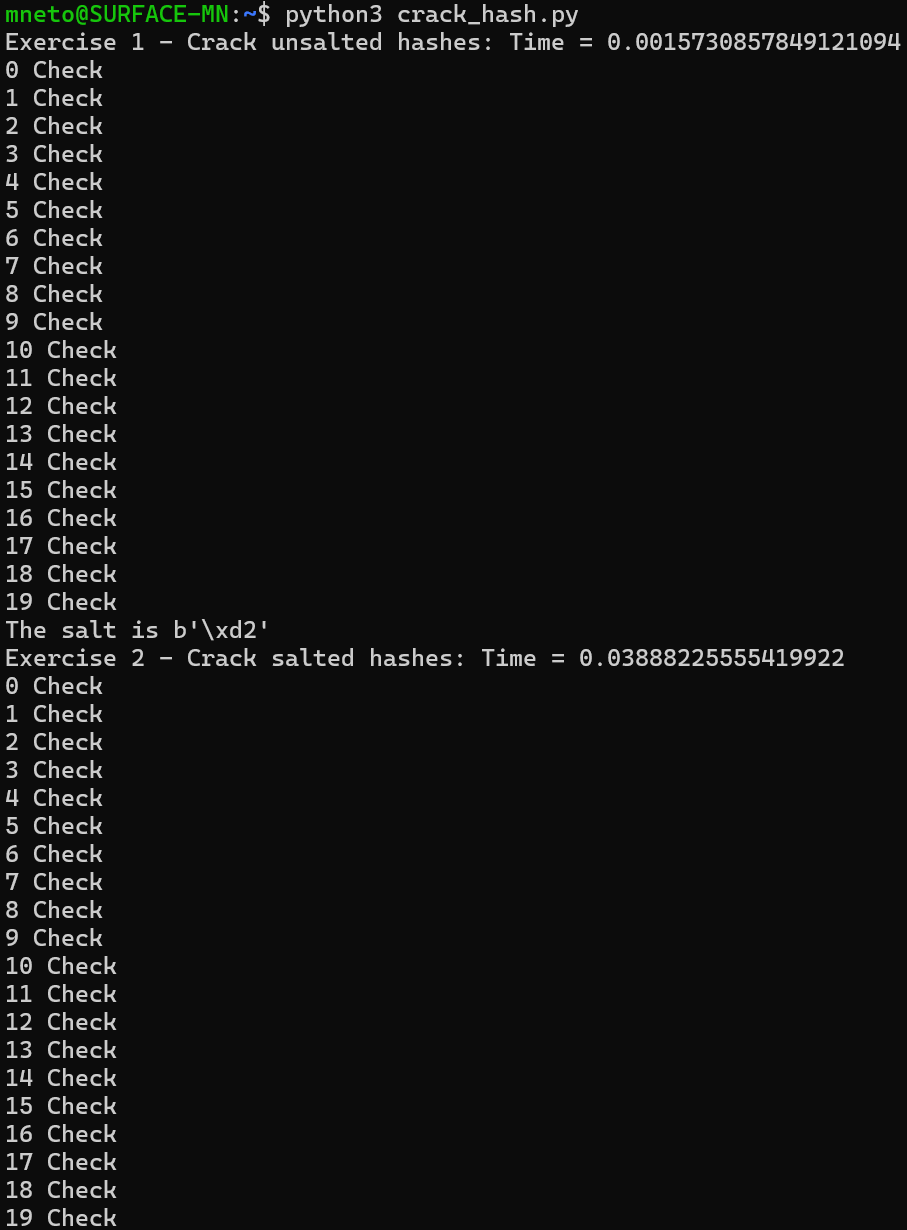 mneto@SURFACE-MN:~$ python3 crack_hash.py
Exercise 1 - Crack unsalted hashes: Time = 0.0015730857849121094
0 Check
1 Check
2 Check
3 Check
4 Check
5 Check
6 Check
7 Check
8 Check
9 Check
10 Check
11 Check
12 Check
13 Check
14 Check
15 Check
16 Check
17 Check
18 Check
19 Check
The salt is b'\xd2'
Exercise 2 - Crack salted hashes: Time = 0.03888225555419922
0 Check
1 Check
2 Check
3 Check
4 Check
5 Check
6 Check
7 Check
8 Check
9 Check
10 Check
11 Check
12 Check
13 Check
14 Check
15 Check
16 Check
17 Check
18 Check
19 Check